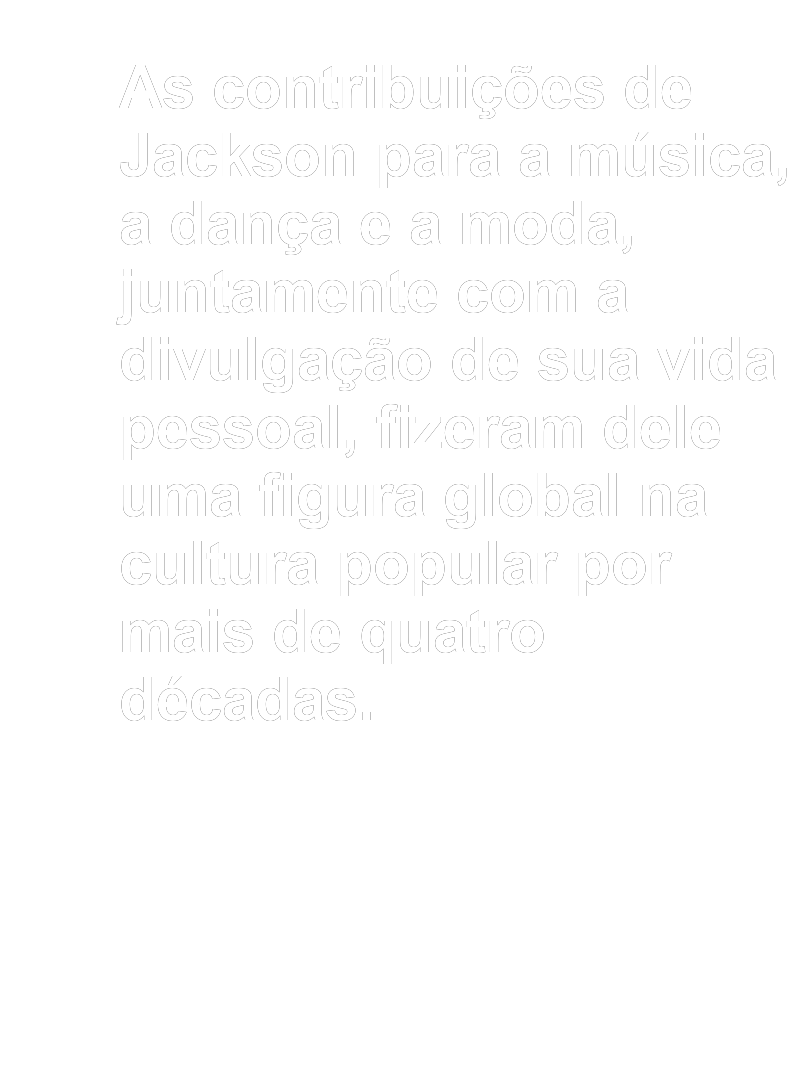 As contribuições de
Jackson para a música,
a dança e a moda,
juntamente com a
divulgação de sua vida
pessoal, fizeram dele
uma figura global na
cultura popular por
mais de quatro
décadas.